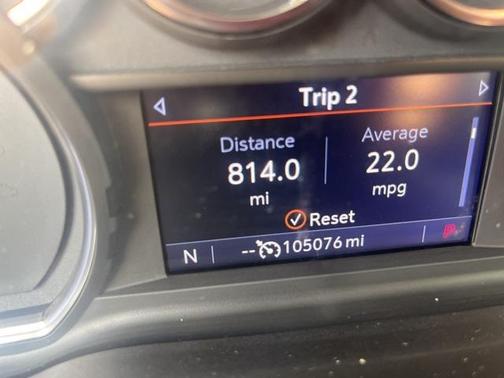 Trip 2
Distance
Average
814.0
22.0
mi
mpg
Reset
N
--
105076 mi
P